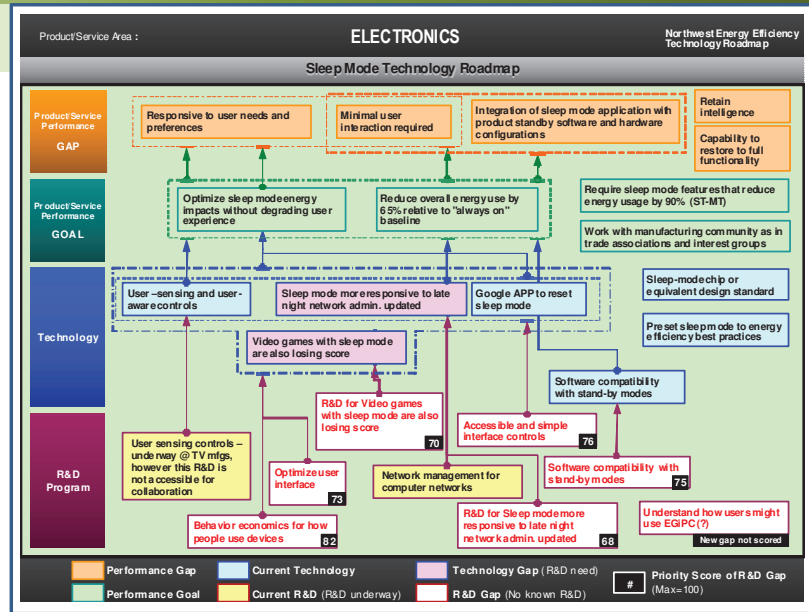 Product/Service Area :
ELECTRONICS
Northwest Energy Efficiency
Technology Roadmap
Sleep Mode Technology Roadmap
Product/Service
Performance
GAP
Responsive to user needs and
preferences
Minimal user
interaction required
Integration of sleep mode application with
product standby software and hardware
configurations
Retain
intelligence
Capability to
restore to full
functionality
Product/Service
Performance
GOAL
Optimize sleep mode energy
impacts without degrading user
experience
Reduce overall energy use by
65% relative to "always on"
baseline
Require sleep mode features that reduce
energy usage by 90% (ST-MT)
Work with manufacturing community as in
trade associations and interest groups
Technology
User –sensing and user-
aware controls
Sleep mode more responsive to late
night network admin. updated
Google APP to reset
sleep mode
Sleep-mode chip or
equivalent design standard
Video games with sleep mode
are also losing score
Preset sleep mode to energy
efficiency best practices
Software compatibility
with stand-by modes
R&D
Program
User sensing controls –
underway @ TV mfgs,
however this R&D is
not accessible for
collaboration
R&D for Video games
with sleep mode are also
losing score
70
Accessible and simple
interface controls
76
Optimize user
interface
73
Network management for
computer networks
Software compatibility with
stand-by modes
75
Behavior economics for how
people use devices
82
R&D for Sleep mode more
responsive to late night
network admin. updated
68
Understand how users might
use EGiPC (?)
New gap not scored
Performance Gap
Current Technology
Technology Gap (R&D need)
Performance Goal
Current R&D (R&D underway)
R&D Gap (No known R&D)
#
Priority Score of R&D Gap
(Max=100)